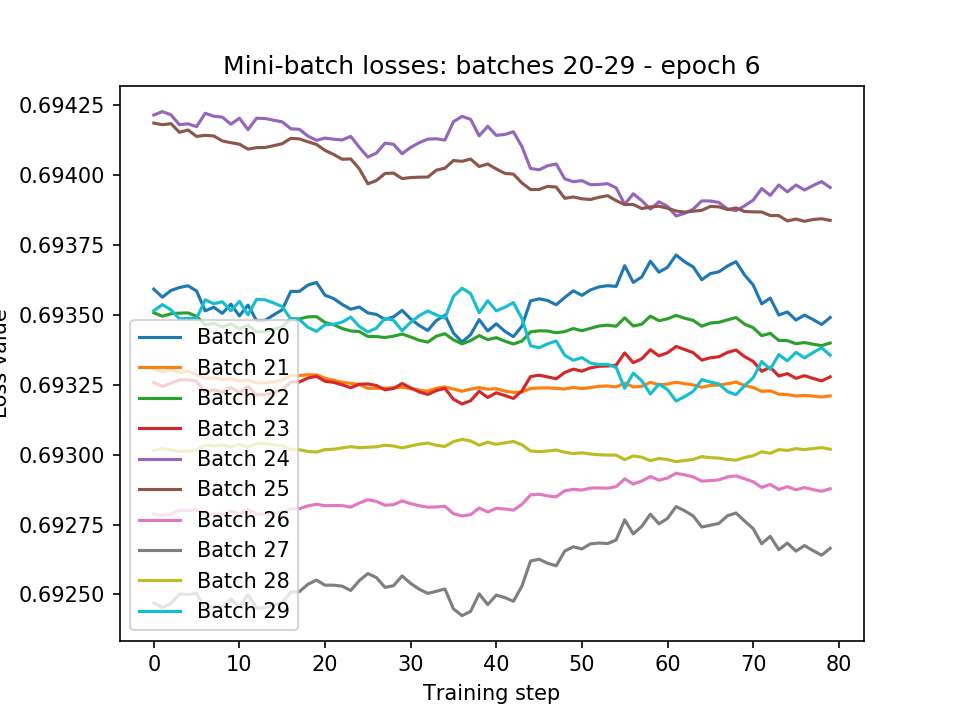 Mini-batch losses: batches 20-29 - epoch 6
0.69425
0.69400
0.69375
0.69350
0.69325
0.69300
0.69275
0.69250
Loss value
Batch 20
Batch 21
Batch 22
Batch 23
Batch 24
Batch 25
Batch 26
Batch 27
Batch 28
Batch 29
0 10 20 30 40 50 60 70 80
Training step